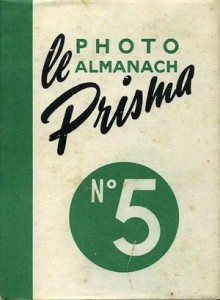 le PHOTO
ALMANACH
Prisma
N° 5